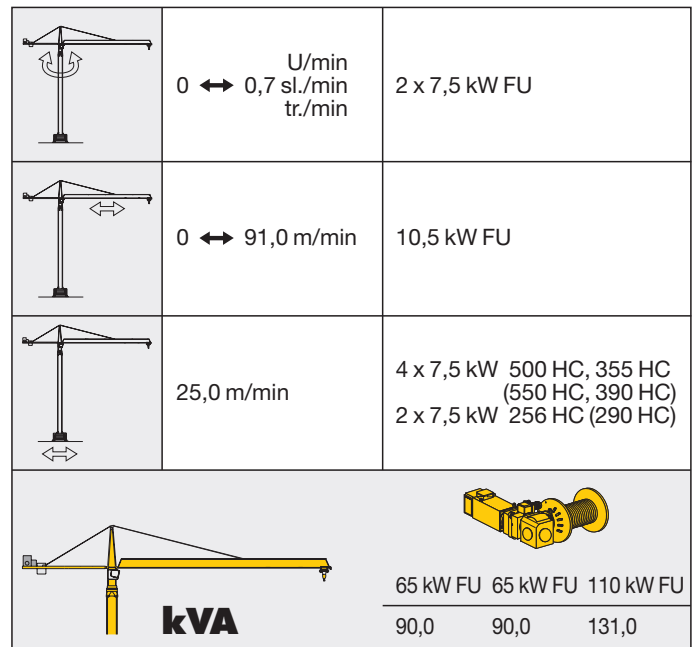 U/min
0 ↔ 0,7 sl./min
tr./min
2 x 7,5 kW FU
0 ↔ 91,0 m/min
10,5 kW FU
25,0 m/min
4 x 7,5 kW 500 HC, 355 HC
(550 HC, 390 HC)
2 x 7,5 kW 256 HC (290 HC)
kVA
65 kW FU 65 kW FU 110 kW FU
90,0 90,0 131,0